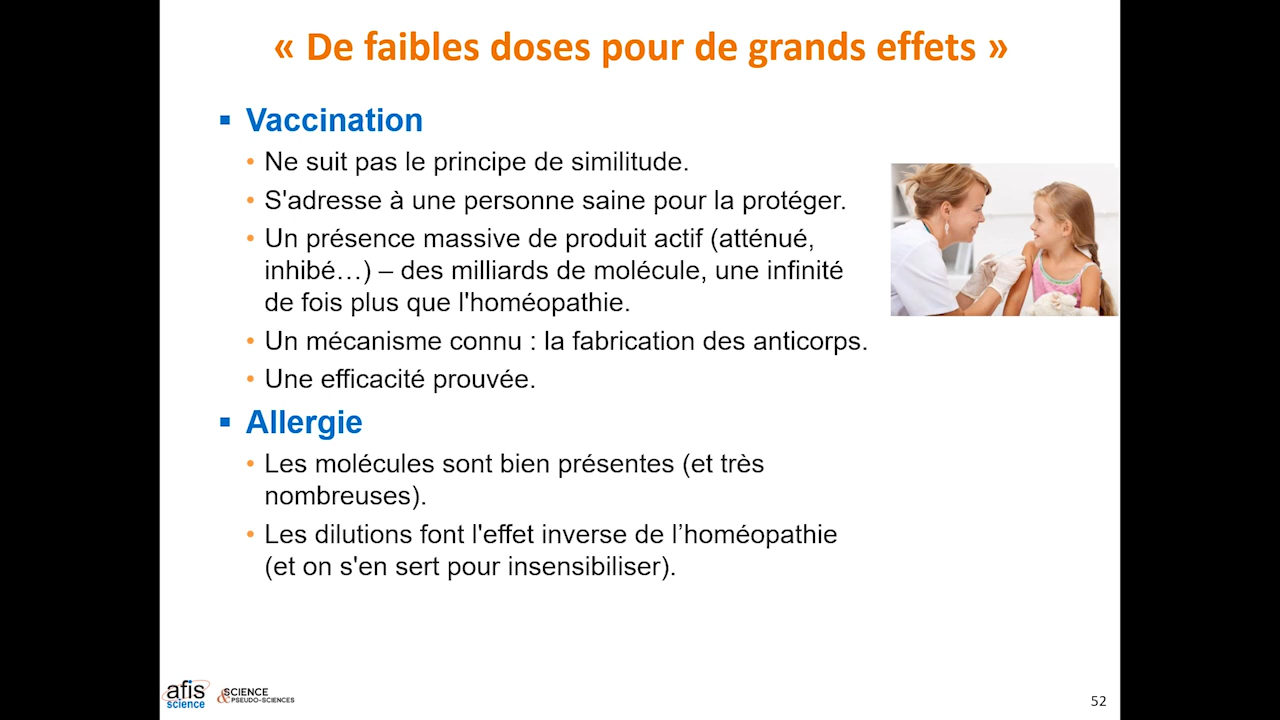 « De faibles doses pour de grands effets »
▪ Vaccination
• Ne suit pas le principe de similitude.
• S'adresse à une personne saine pour la protéger.
• Un présence massive de produit actif (atténué,
inhibé…) – des milliards de molécule, une infinité
de fois plus que l'homéopathie.
• Un mécanisme connu : la fabrication des anticorps.
• Une efficacité prouvée.
▪ Allergie
• Les molécules sont bien présentes (et très
nombreuses).
• Les dilutions font l'effet inverse de l’homéopathie
(et on s'en sert pour insensibiliser).
afis
science
& SCIENCE
PSEUDO-SCIENCES
52